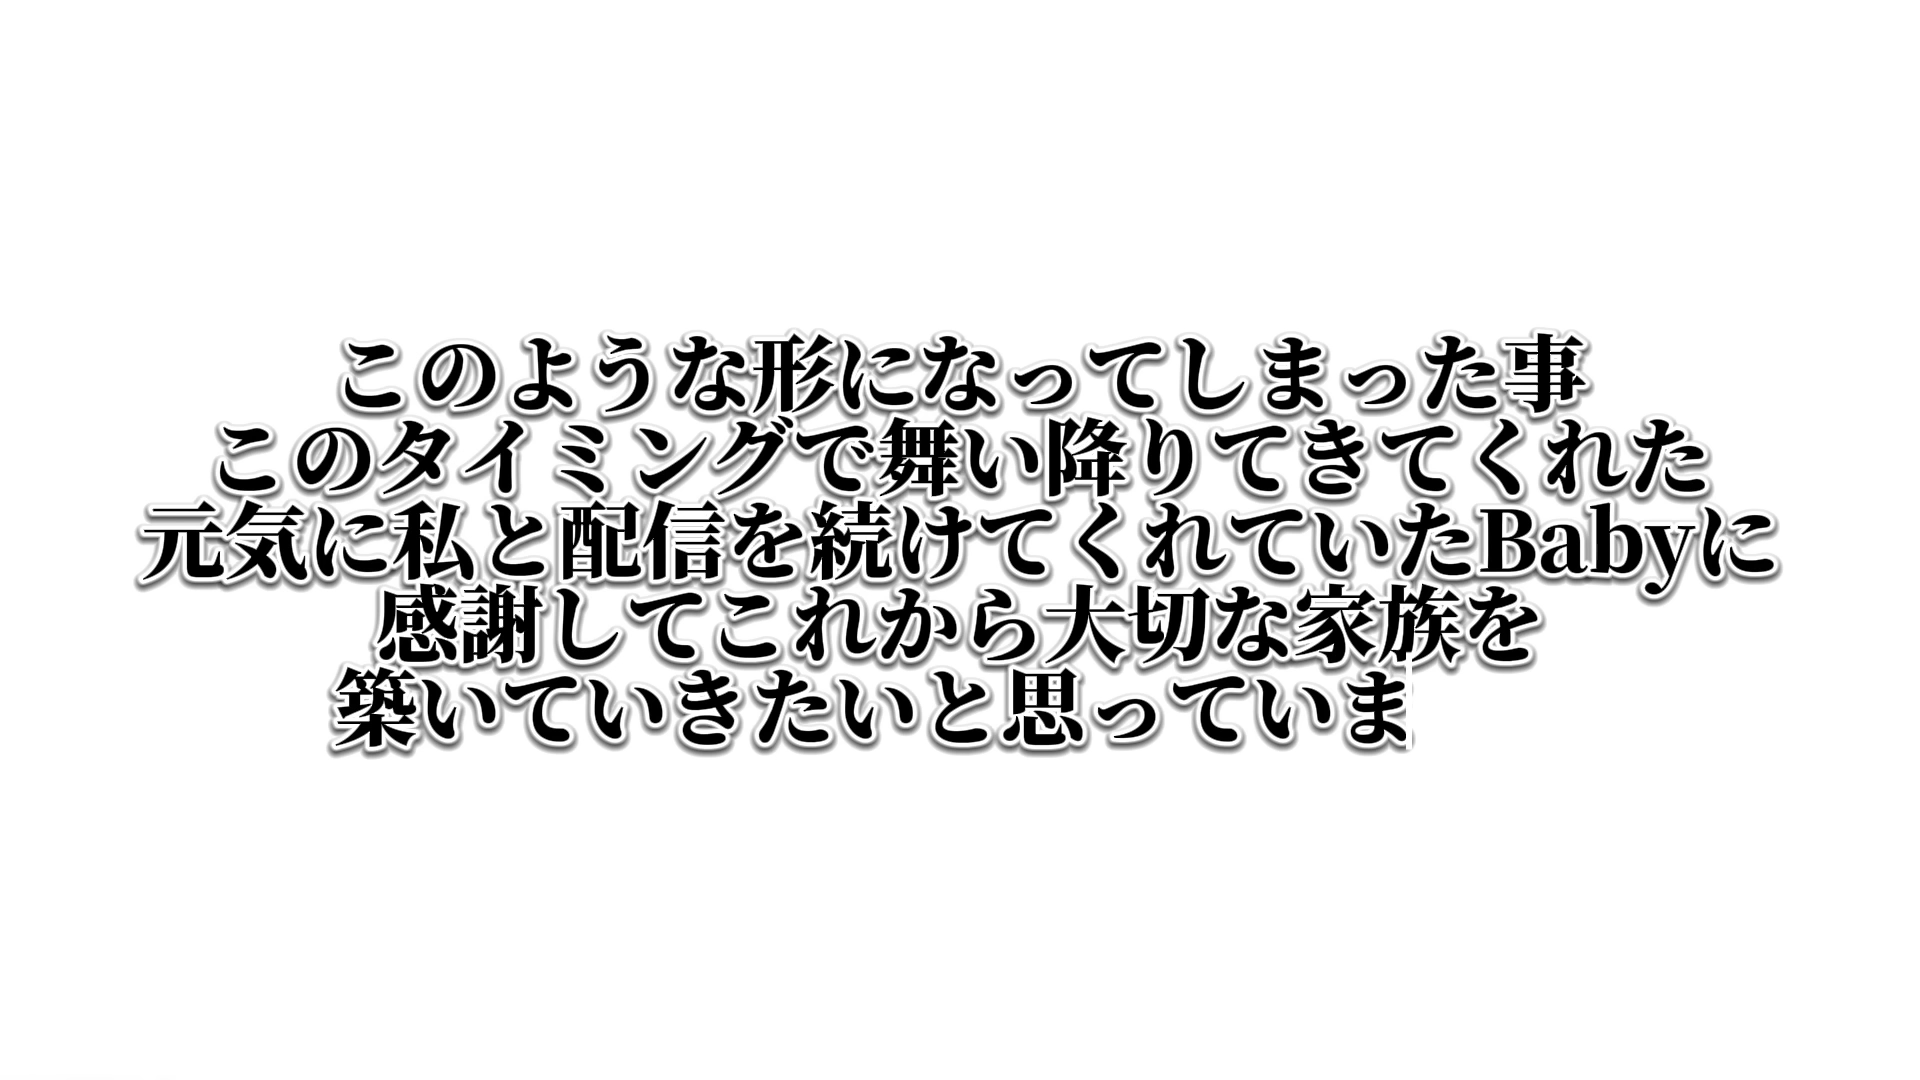 このような形になってしまった事
このタイミングで舞い降りてきてくれた
元気に私と配信を続けてくれていたBabyに
感謝してこれから大切な家族を
築いていきたいと思っていま